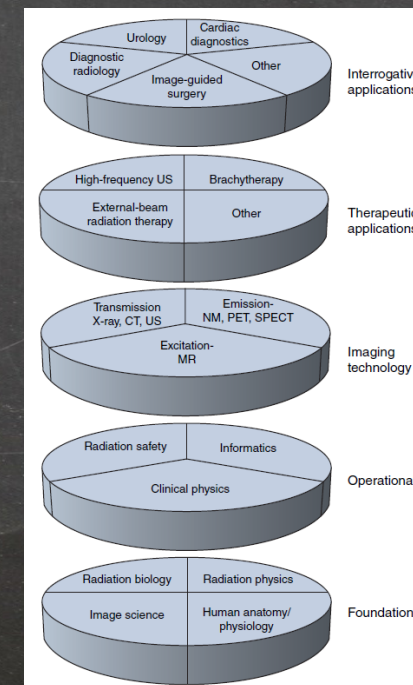 Urology
Cardiac
diagnostics
Diagnostic
radiology
Other
Image-guided
surgery
Interrogativ
applications
High-frequency US
Brachytherapy
External-beam
radiation therapy
Other
Therapeutic
applications
Transmission
X-ray, CT, US
Emission-
NM, PET, SPECT
Excitation-
MR
Imaging
technology
Radiation safety
Informatics
Clinical physics
Operational
Radiation biology
Radiation physics
Image science
Human anatomy/
physiology
Foundation